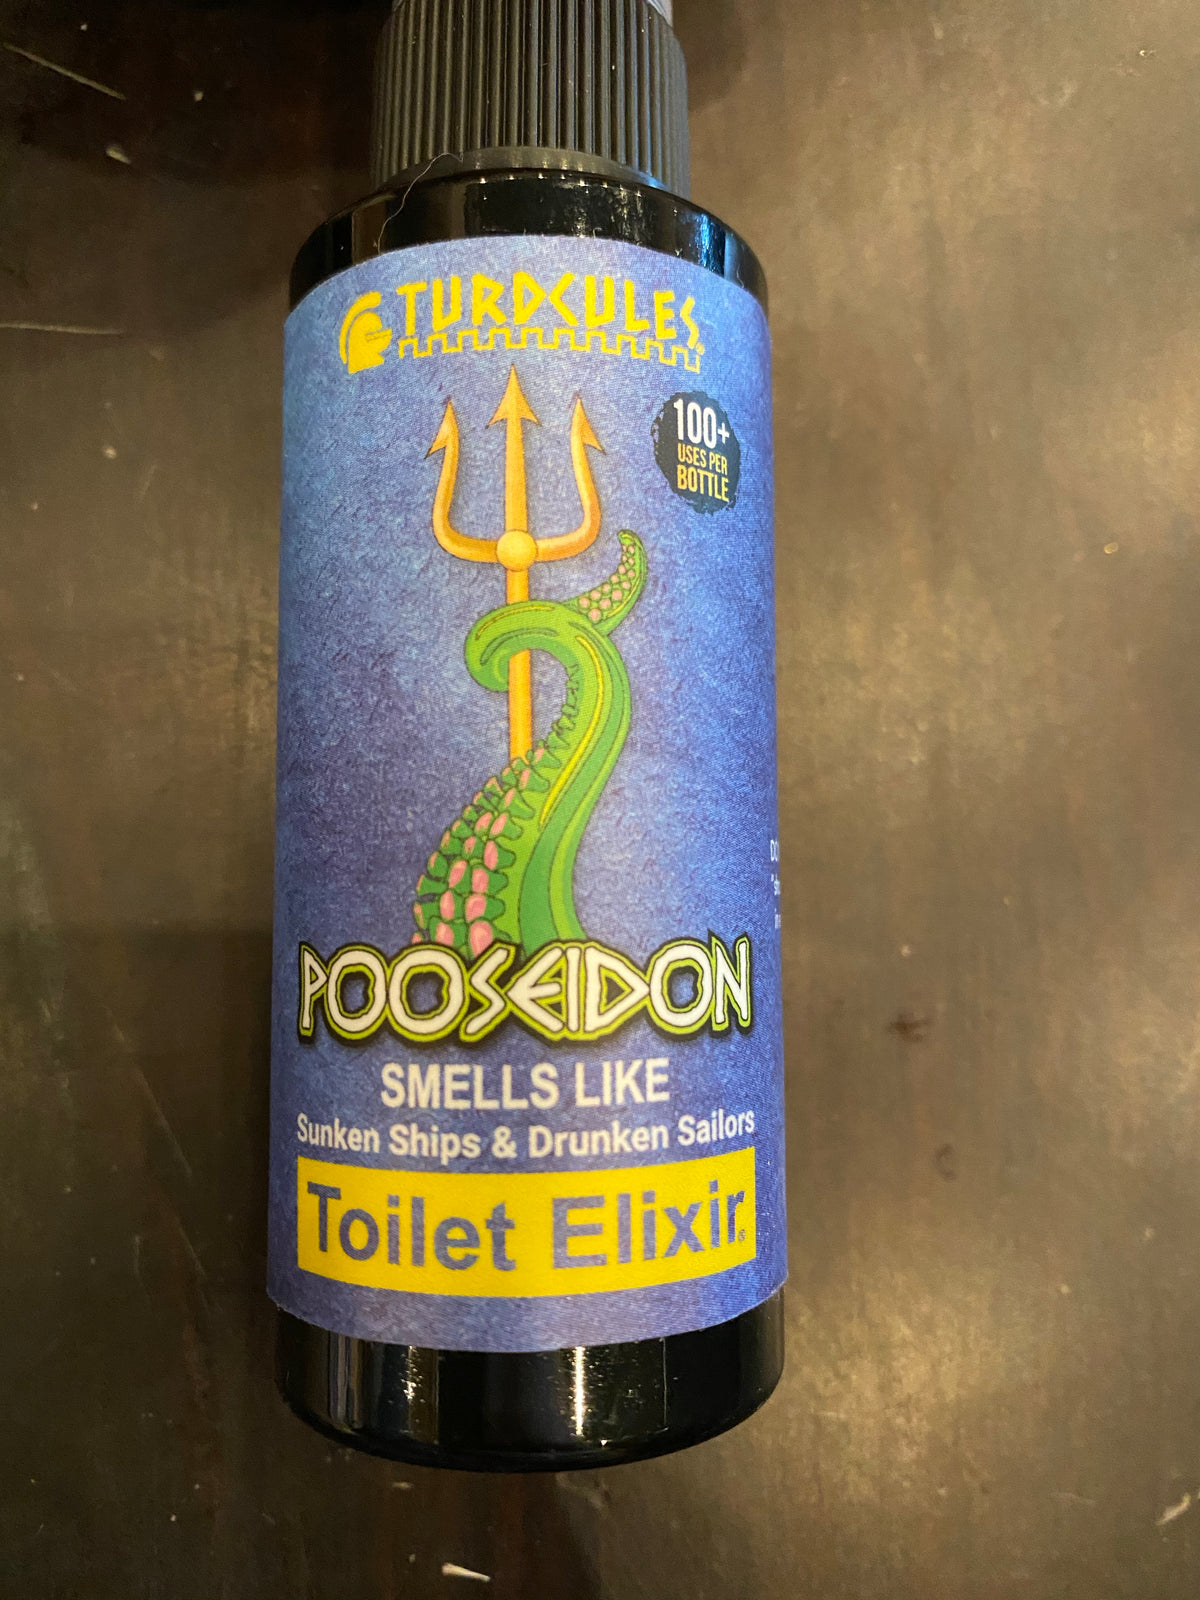 TURDCULES
100+
USES PER
BOTTLE
POOSEIDON
SMELLS LIKE
Sunken Ships & Drunken Sailors
Toilet Elixir®